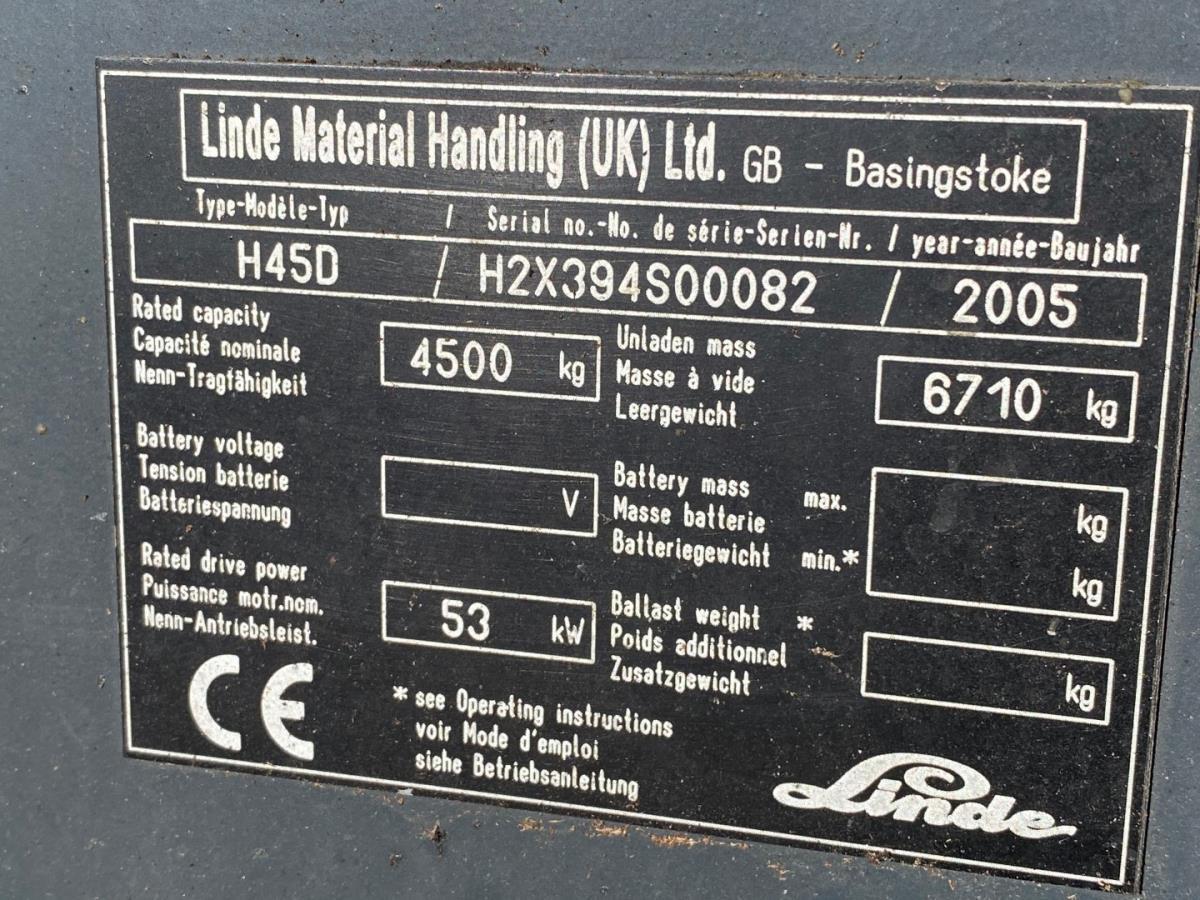 Linde Material Handling (UK) Ltd. GB - Basingstoke
Type-Modèle-Typ / Serial no.-No. de série-Serien-Nr. / year-année-Baujahr
H45D / H2X394S00082 / 2005
Rated capacity
Capacité nominale
Nenn-Tragfähigkeit
4500 kg
Unladen mass
Masse à vide
Leergewicht
6710 kg
Battery voltage
Tension batterie
Batteriespannung
V
Battery mass max. kg
Masse batterie
Batteriegewicht min.* kg
Rated drive power
Puissance motr.nom.
Nenn-Antriebsleist.
53 kW
Ballast weight *
Poids additionnel
Zusatzgewicht
kg
CE
* see Operating instructions
voir Mode d'emploi
siehe Betriebsanleitung
Linde